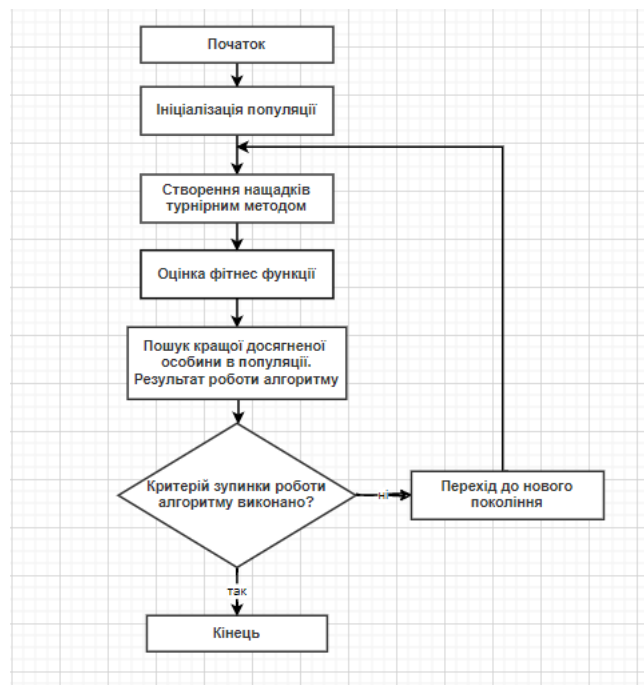 Початок
Ініціалізація популяції
Створення нащадків
турнірним методом
Оцінка фітнес функції
Пошук кращої досягненої
особини в популяції.
Результат роботи алгоритму
Критерій зупинки роботи
алгоритму виконано?
ні
Перехід до нового
покоління
так
Кінець